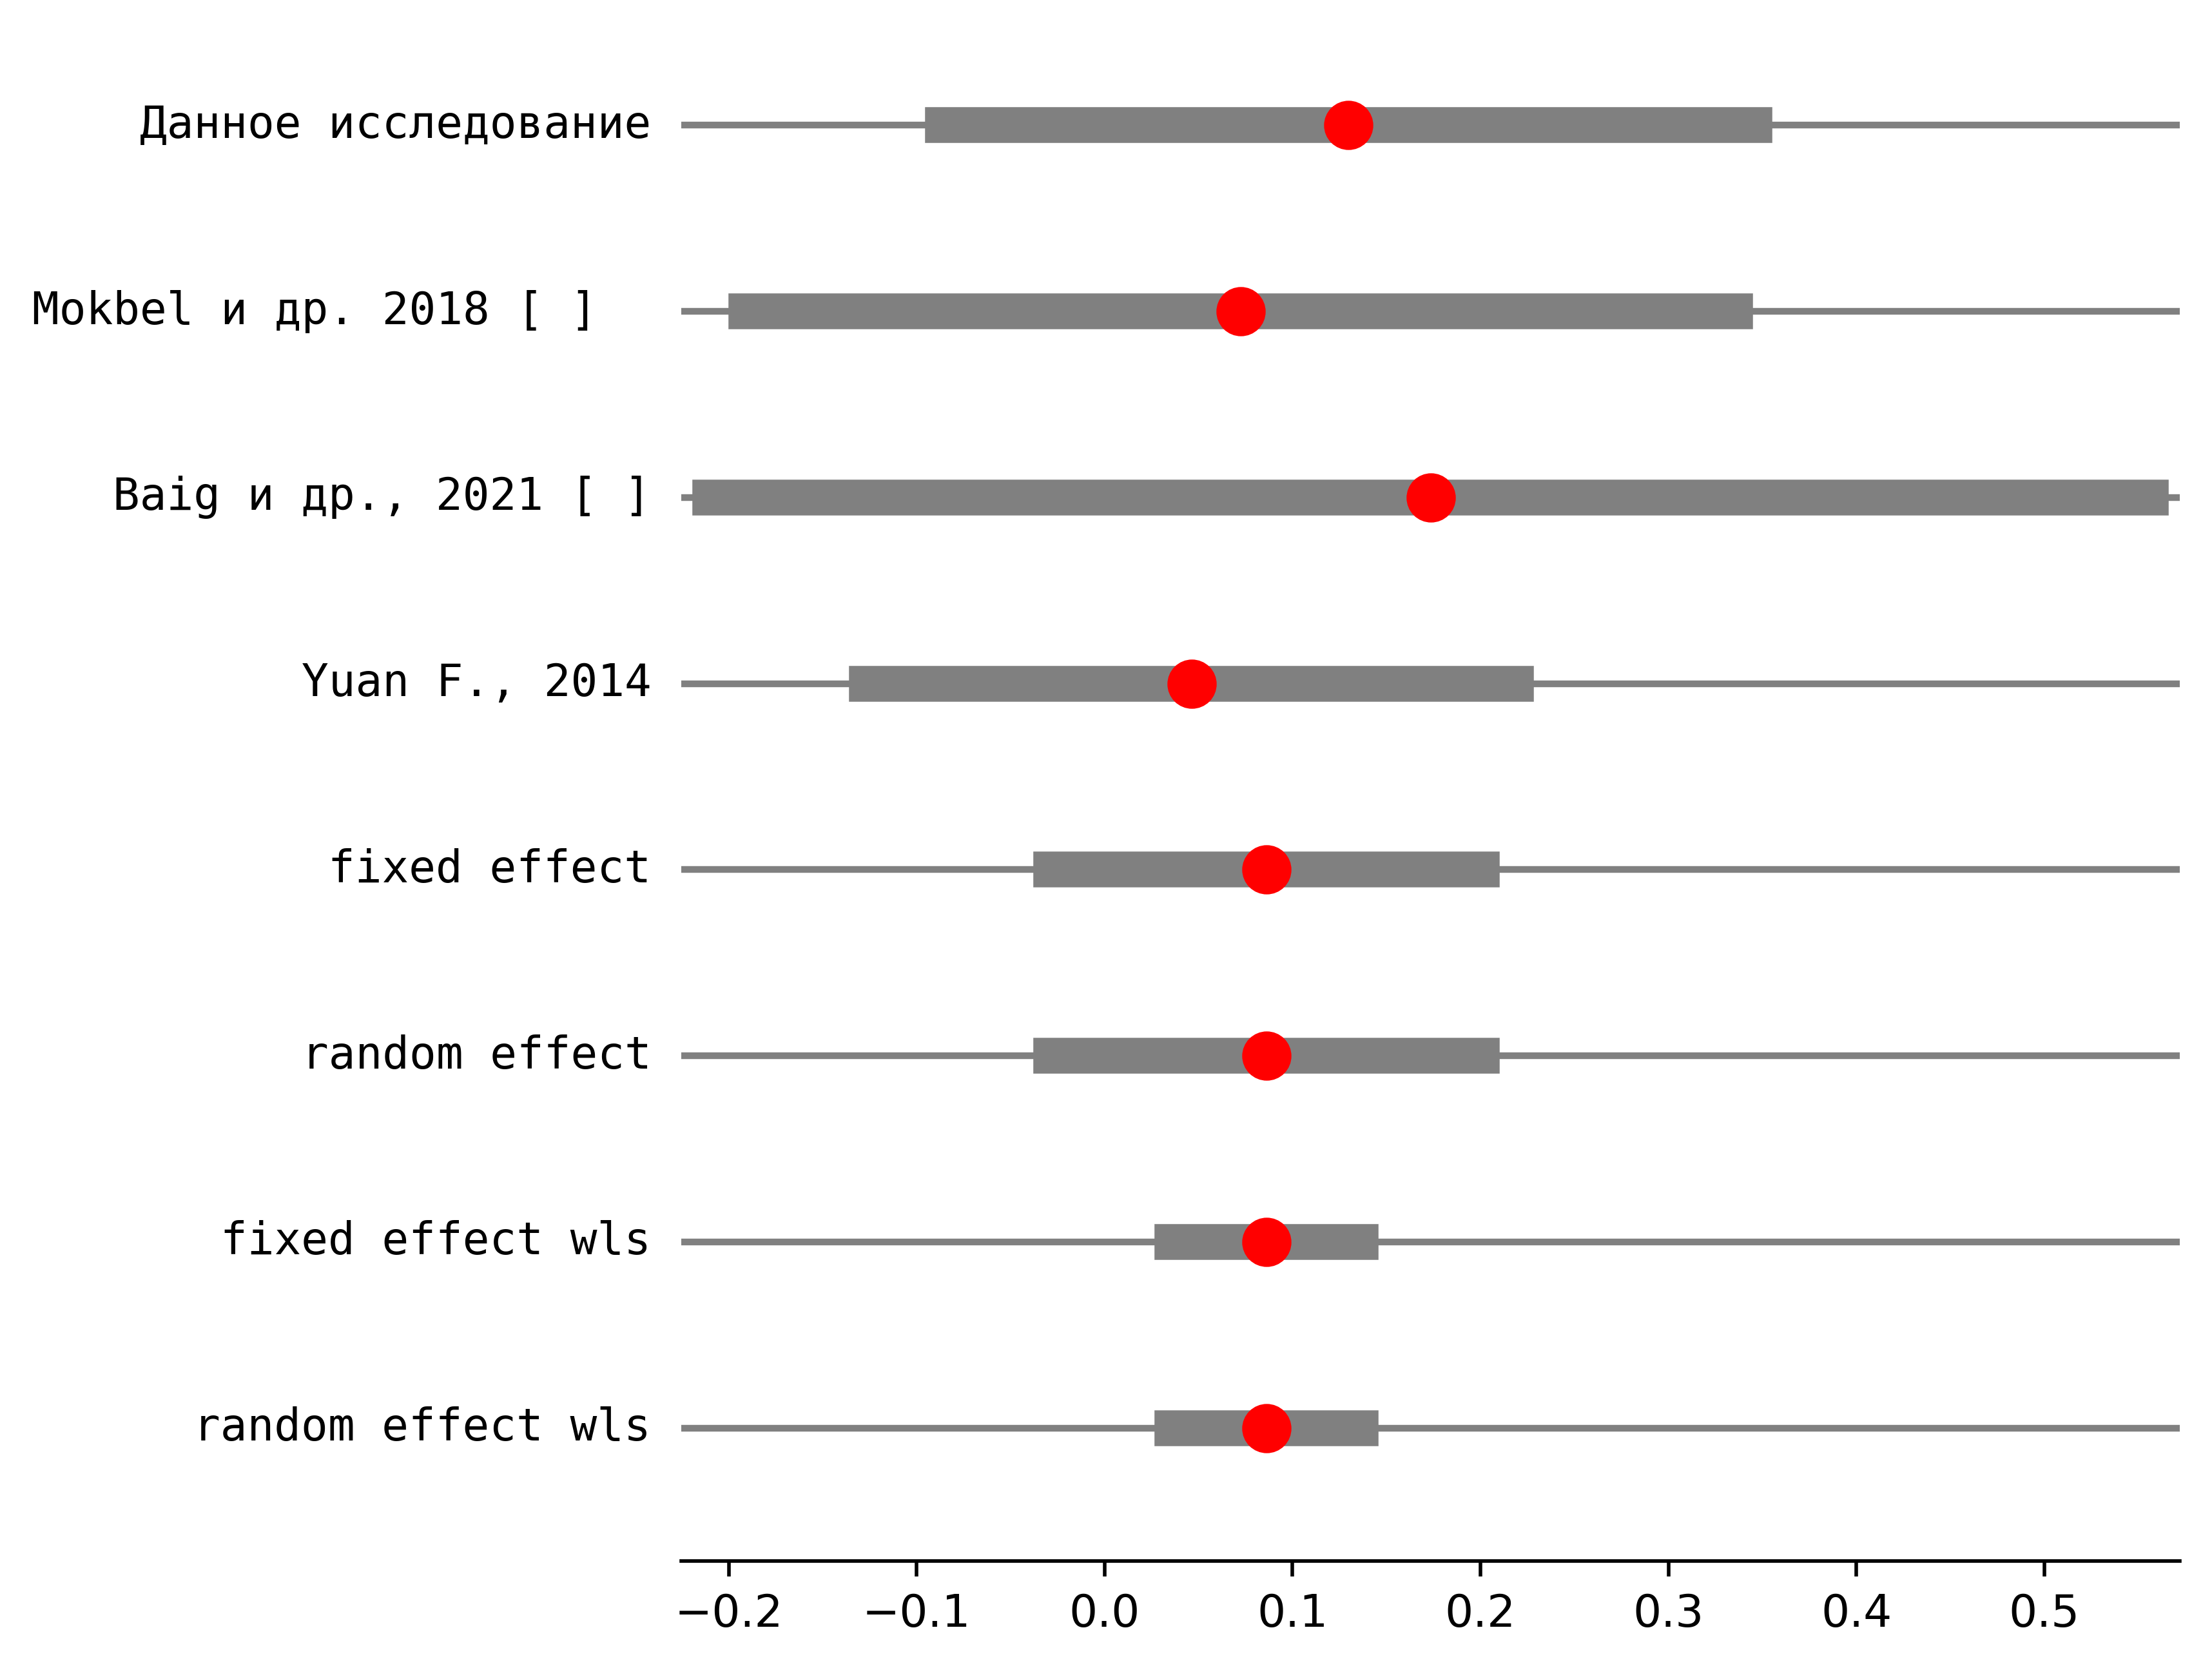 Данное исследование
Mokbel и др. 2018 [ ]
Baig и др., 2021 [ ]
Yuan F., 2014
fixed effect
random effect
fixed effect wls
random effect wls
−0.2 −0.1 0.0 0.1 0.2 0.3 0.4 0.5